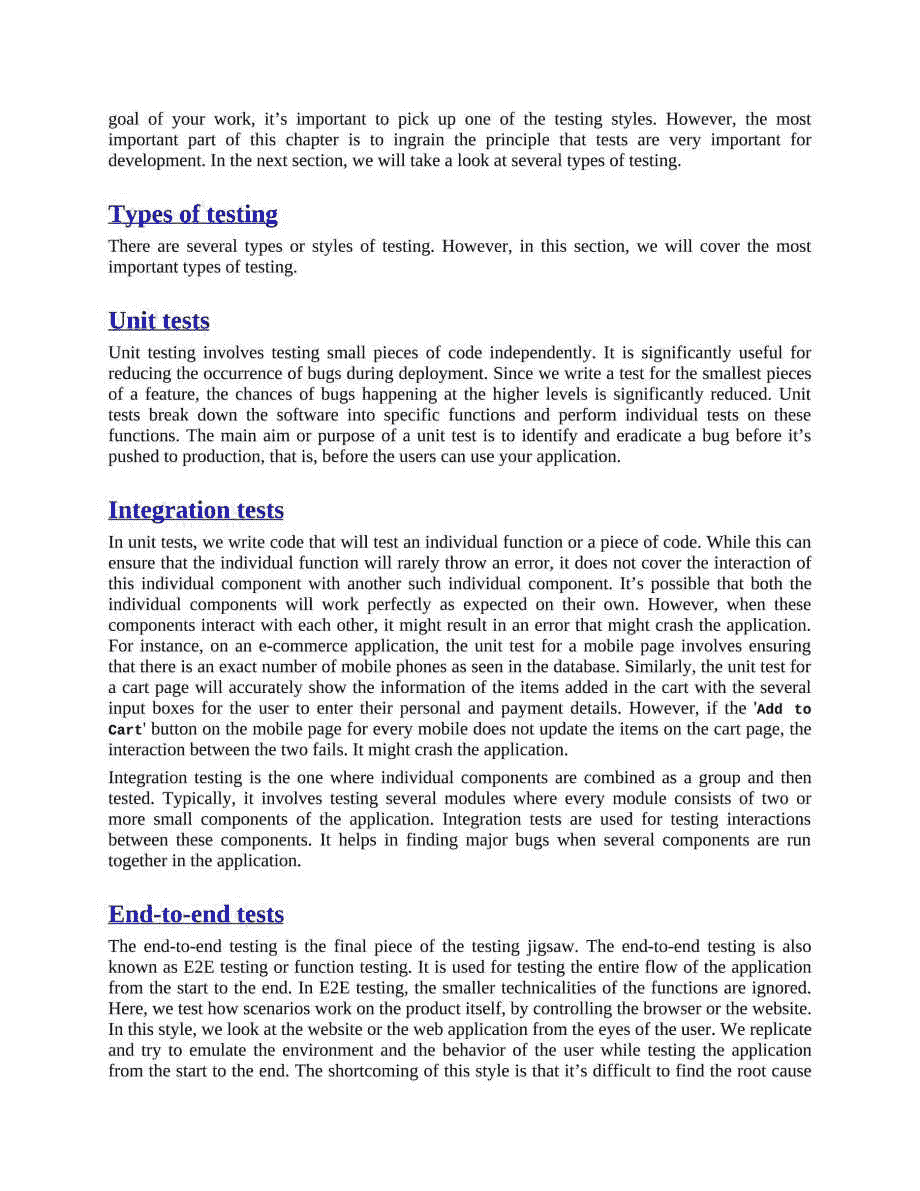 goal of your work, it’s important to pick up one of the testing styles. However, the most
important part of this chapter is to ingrain the principle that tests are very important for
development. In the next section, we will take a look at several types of testing.
Types of testing
There are several types or styles of testing. However, in this section, we will cover the most
important types of testing.
Unit tests
Unit testing involves testing small pieces of code independently. It is significantly useful for
reducing the occurrence of bugs during deployment. Since we write a test for the smallest pieces
of a feature, the chances of bugs happening at the higher levels is significantly reduced. Unit
tests break down the software into specific functions and perform individual tests on these
functions. The main aim or purpose of a unit test is to identify and eradicate a bug before it’s
pushed to production, that is, before the users can use your application.
Integration tests
In unit tests, we write code that will test an individual function or a piece of code. While this can
ensure that the individual function will rarely throw an error, it does not cover the interaction of
this individual component with another such individual component. It’s possible that both the
individual components will work perfectly as expected on their own. However, when these
components interact with each other, it might result in an error that might crash the application.
For instance, on an e-commerce application, the unit test for a mobile page involves ensuring
that there is an exact number of mobile phones as seen in the database. Similarly, the unit test for
a cart page will accurately show the information of the items added in the cart with the several
input boxes for the user to enter their personal and payment details. However, if the 'Add to
Cart' button on the mobile page for every mobile does not update the items on the cart page, the
interaction between the two fails. It might crash the application.
Integration testing is the one where individual components are combined as a group and then
tested. Typically, it involves testing several modules where every module consists of two or
more small components of the application. Integration tests are used for testing interactions
between these components. It helps in finding major bugs when several components are run
together in the application.
End-to-end tests
The end-to-end testing is the final piece of the testing jigsaw. The end-to-end testing is also
known as E2E testing or function testing. It is used for testing the entire flow of the application
from the start to the end. In E2E testing, the smaller technicalities of the functions are ignored.
Here, we test how scenarios work on the product itself, by controlling the browser or the website.
In this style, we look at the website or the web application from the eyes of the user. We replicate
and try to emulate the environment and the behavior of the user while testing the application
from the start to the end. The shortcoming of this style is that it’s difficult to find the root cause